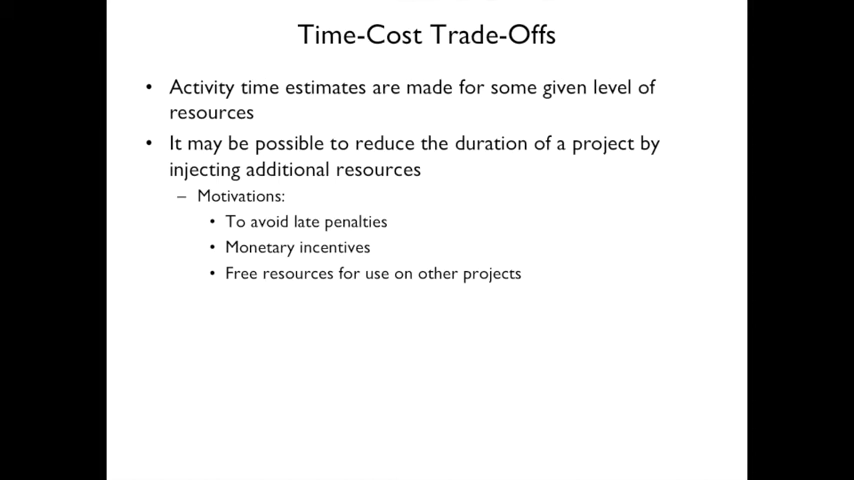 Time-Cost Trade-Offs
• Activity time estimates are made for some given level of
resources
• It may be possible to reduce the duration of a project by
injecting additional resources
– Motivations:
• To avoid late penalties
• Monetary incentives
• Free resources for use on other projects